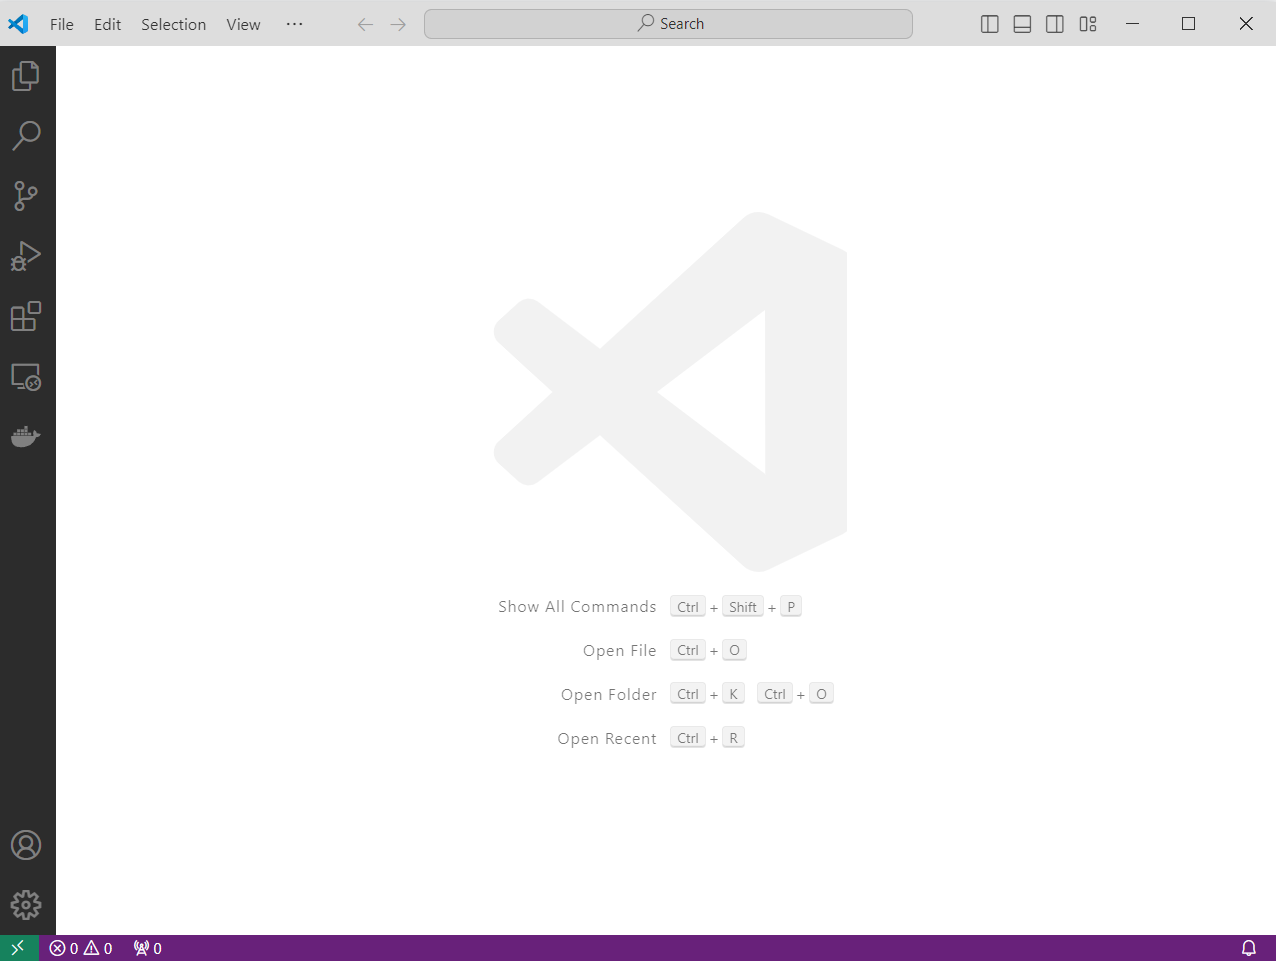 File Edit Selection View ··· Search
Show All Commands Ctrl + Shift + P
Open File Ctrl + O
Open Folder Ctrl + K Ctrl + O
Open Recent Ctrl + R
0 0 0